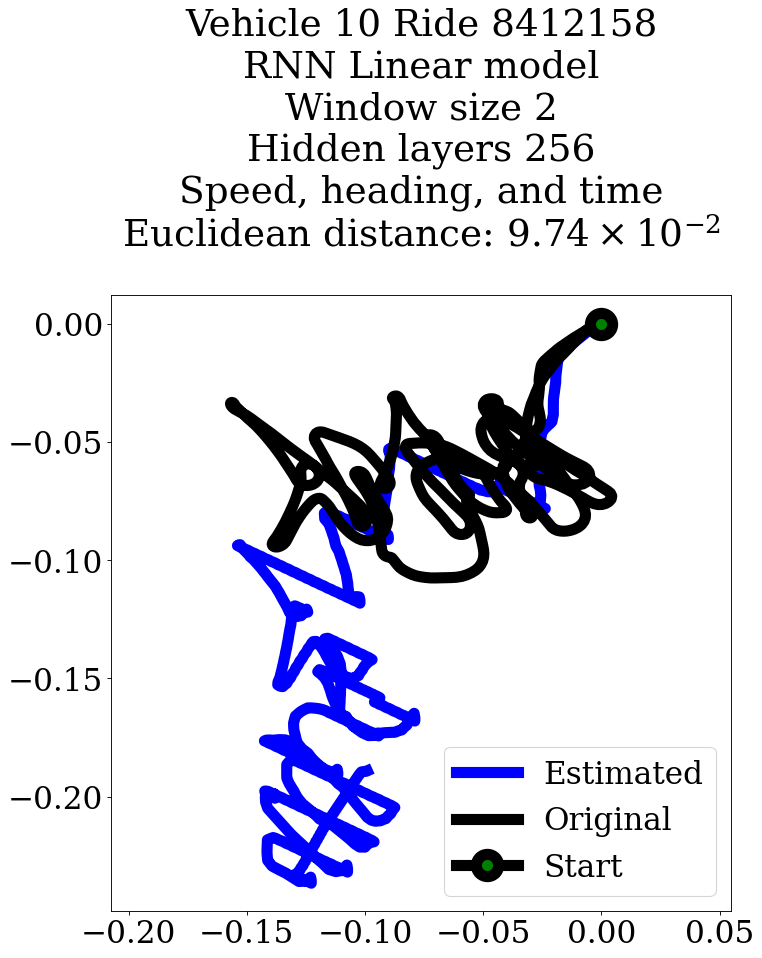 Vehicle 10 Ride 8412158
RNN Linear model
Window size 2
Hidden layers 256
Speed, heading, and time
Euclidean distance: 9.74 × 10⁻²
0.00
−0.05
−0.10
−0.15
−0.20
Estimated
Original
Start
−0.20 −0.15 −0.10 −0.05 0.00 0.05